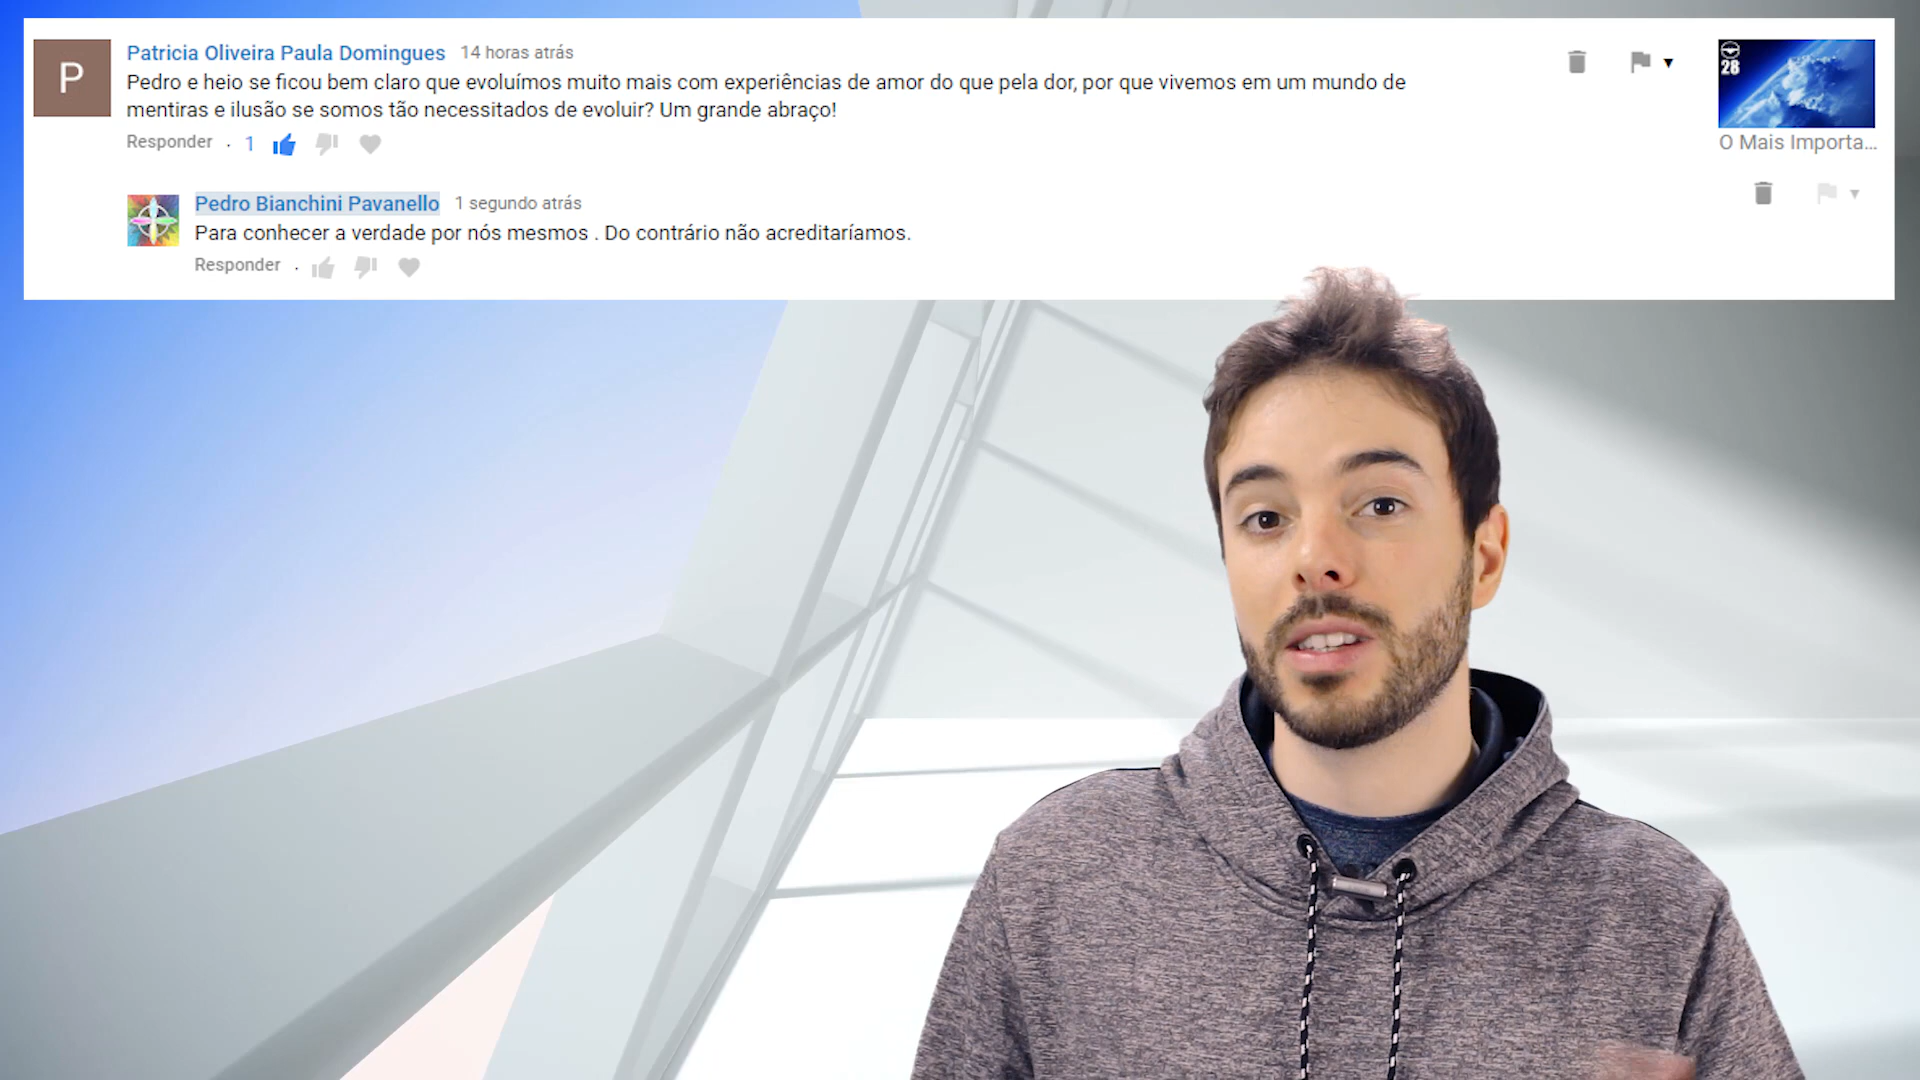 P
Patricia Oliveira Paula Domingues 14 horas atrás
Pedro e heio se ficou bem claro que evoluímos muito mais com experiências de amor do que pela dor, por que vivemos em um mundo de
mentiras e ilusão se somos tão necessitados de evoluir? Um grande abraço!
Responder . 1
28
O Mais Importa...
Pedro Bianchini Pavanello 1 segundo atrás
Para conhecer a verdade por nós mesmos . Do contrário não acreditaríamos.
Responder .